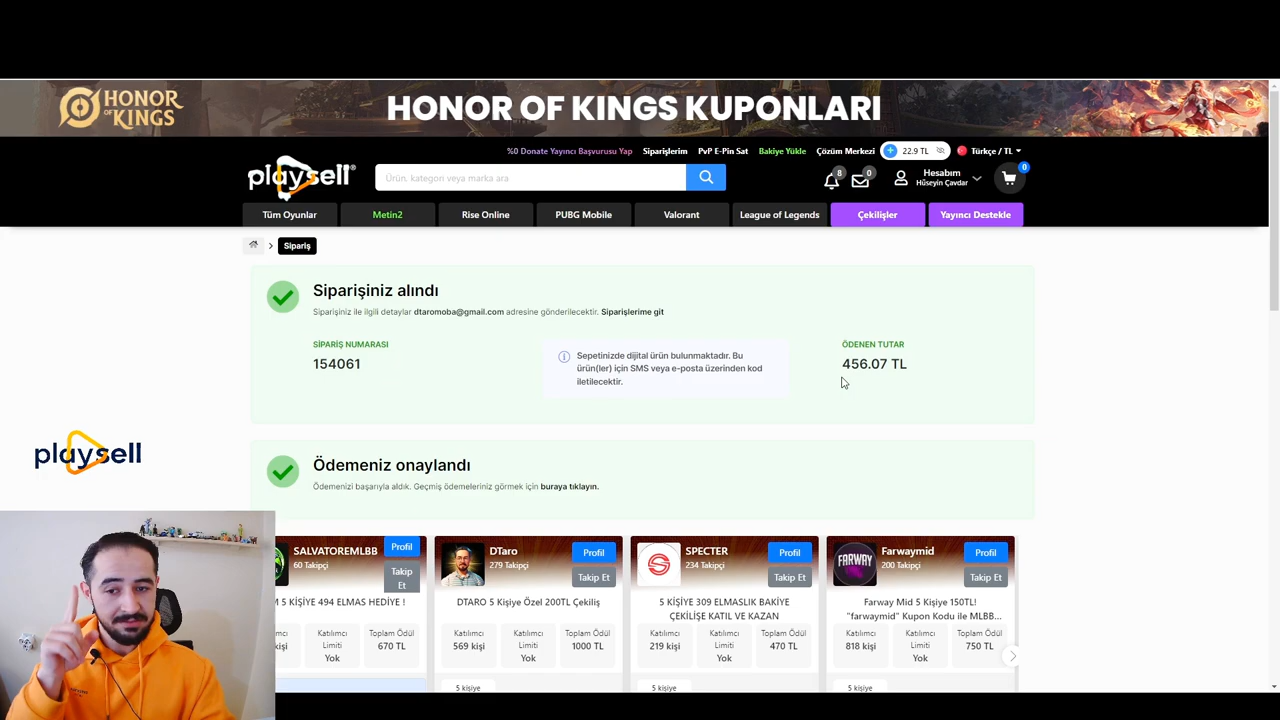 HONOR OF KINGS
HONOR OF KINGS KUPONLARI
%0 Donate Yayıncı Başvurusu Yap
Siparişlerim
PvP E-Pin Sat
Bakiye Yükle
Çözüm Merkezi
22.9 TL
Türkçe / TL
playsell
Ürün, kategori veya marka ara
8
0
Hesabım
Hüseyin Çavdar
0
Tüm Oyunlar
Metin2
Rise Online
PUBG Mobile
Valorant
League of Legends
Çekilişler
Yayıncı Destekle
Sipariş
Siparişiniz alındı
Siparişiniz ile ilgili detaylar dtaromoba@gmail.com adresine gönderilecektir. Siparişlerime git
SİPARİŞ NUMARASI
154061
Sepetinizde dijital ürün bulunmaktadır. Bu
ürün(ler) için SMS veya e-posta üzerinden kod
iletilecektir.
ÖDENEN TUTAR
456.07 TL
playsell
Ödemeniz onaylandı
Ödemenizi başarıyla aldık. Geçmiş ödemeleriniz görmek için buraya tıklayın.
SALVATOREMLBB
60 Takipçi
Profil
Takip
Et
M 5 KİŞİYE 494 ELMAS HEDİYE !
Katılımcı
Limiti
Yok
Toplam Ödül
670 TL
DTaro
279 Takipçi
Profil
Takip Et
DTARO 5 Kişiye Özel 200TL Çekiliş
Katılımcı
569 kişi
Katılımcı
Limiti
Yok
Toplam Ödül
1000 TL
5 kişiye
SPECTER
234 Takipçi
Profil
Takip Et
5 KİŞİYE 309 ELMASLIK BAKİYE
ÇEKİLİŞE KATIL VE KAZAN
Katılımcı
219 kişi
Katılımcı
Limiti
Yok
Toplam Ödül
470 TL
5 kişiye
FARWAY
Farwaymid
200 Takipçi
Profil
Takip Et
Farway Mid 5 Kişiye 150TL!
"farwaymid" Kupon Kodu ile MLBB...
Katılımcı
818 kişi
Katılımcı
Limiti
Yok
Toplam Ödül
750 TL
5 kişiye